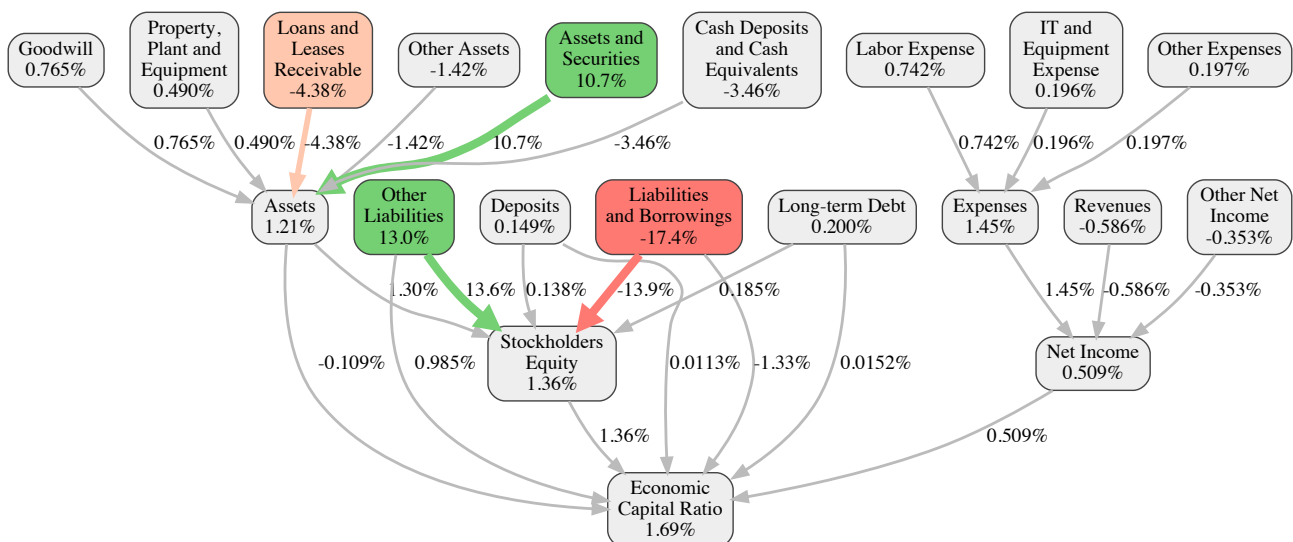 Goodwill
0.765%
Property,
Plant and
Equipment
0.490%
Loans and
Leases
Receivable
-4.38%
Other Assets
-1.42%
Assets and
Securities
10.7%
Cash Deposits
and Cash
Equivalents
-3.46%
Labor Expense
0.742%
IT and
Equipment
Expense
0.196%
Other Expenses
0.197%
0.765%
0.490%
-4.38%
-1.42%
10.7%
-3.46%
0.742%
0.196%
0.197%
Assets
1.21%
Other
Liabilities
13.0%
Deposits
0.149%
Liabilities
and Borrowings
-17.4%
Long-term Debt
0.200%
Expenses
1.45%
Revenues
-0.586%
Other Net
Income
-0.353%
1.30%
13.6%
0.138%
-13.9%
0.185%
1.45%
-0.586%
-0.353%
Stockholders
Equity
1.36%
Net Income
0.509%
-0.109%
0.985%
0.0113%
-1.33%
0.0152%
1.36%
0.509%
Economic
Capital Ratio
1.69%